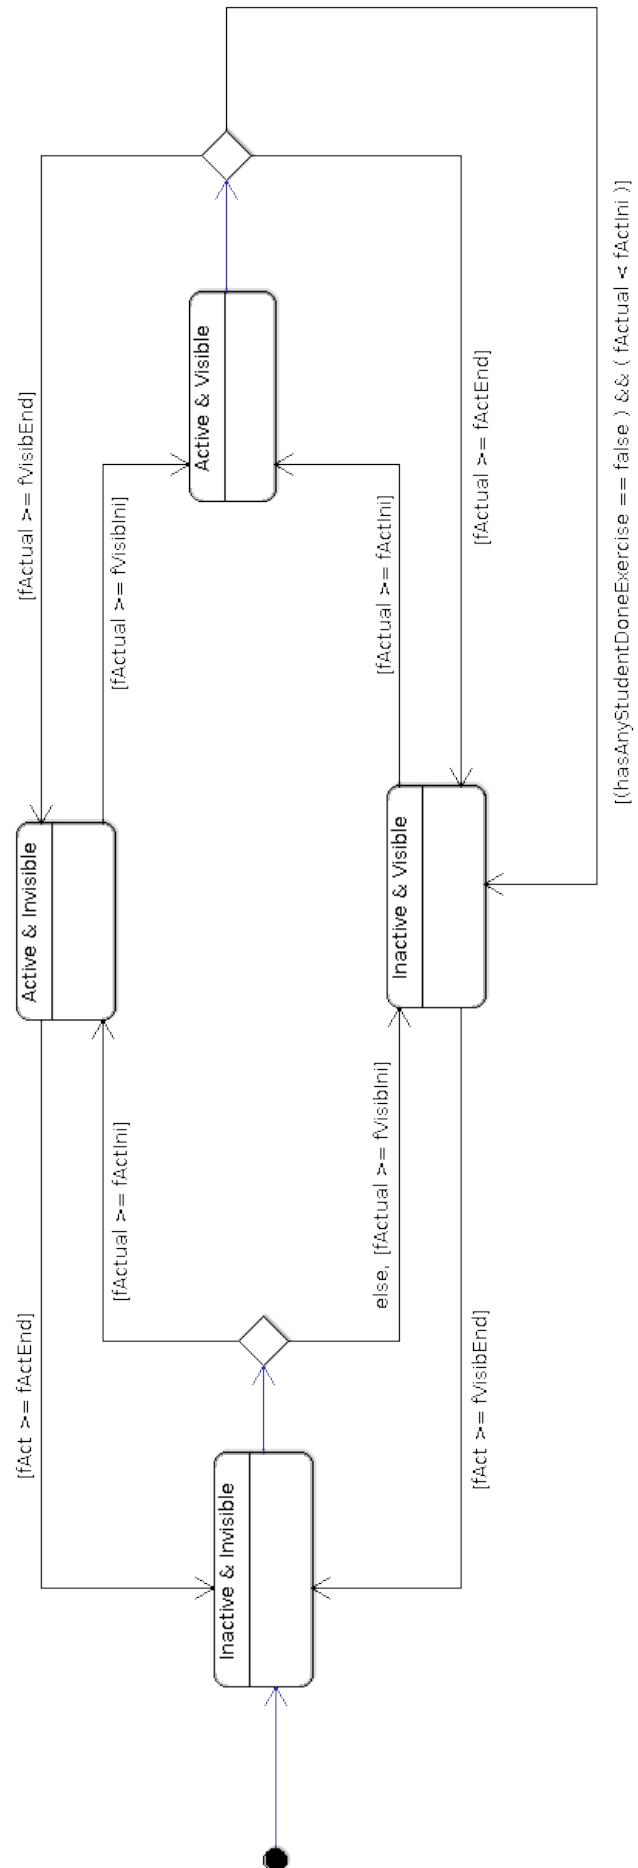 Inactive & Invisible
[fAct >= fActEnd]
[fActual >= fActIni]
else, [fActual >= fVisibIni]
[fAct >= fVisibEnd]
Active & Invisible
Inactive & Visible
[fActual >= fVisibEnd]
[fActual >= fVisibIni]
[fActual >= fActIni]
[fActual >= fActEnd]
[(hasAnyStudentDoneExercise == false ) && ( fActual < fActIni )]
Active & Visible